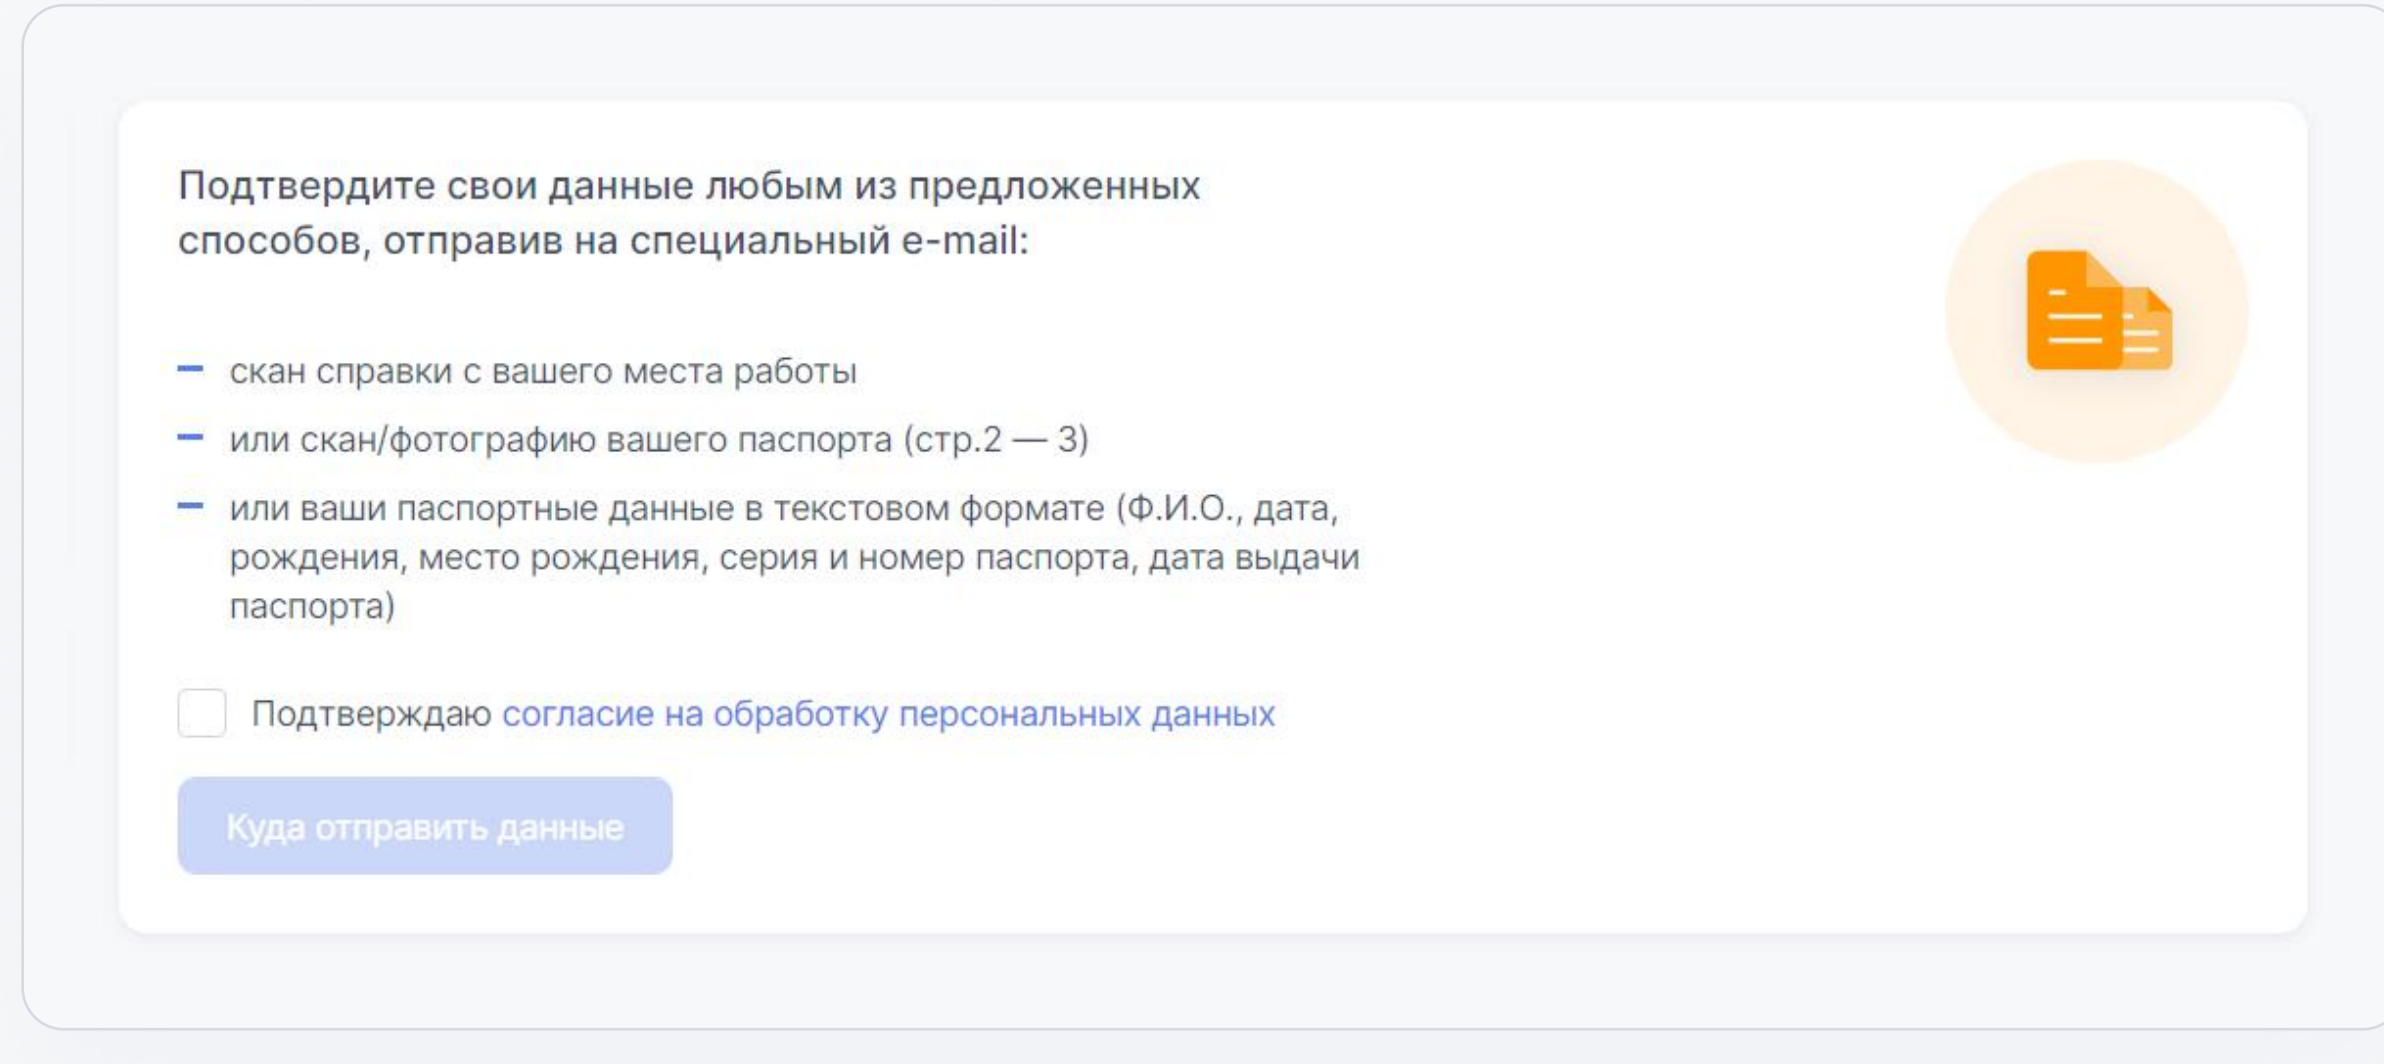 Подтвердите свои данные любым из предложенных
способов, отправив на специальный e-mail:
— скан справки с вашего места работы
— или скан/фотографию вашего паспорта (стр.2 — 3)
— или ваши паспортные данные в текстовом формате (Ф.И.О., дата,
рождения, место рождения, серия и номер паспорта, дата выдачи
паспорта)
Подтверждаю согласие на обработку персональных данных
Куда отправить данные